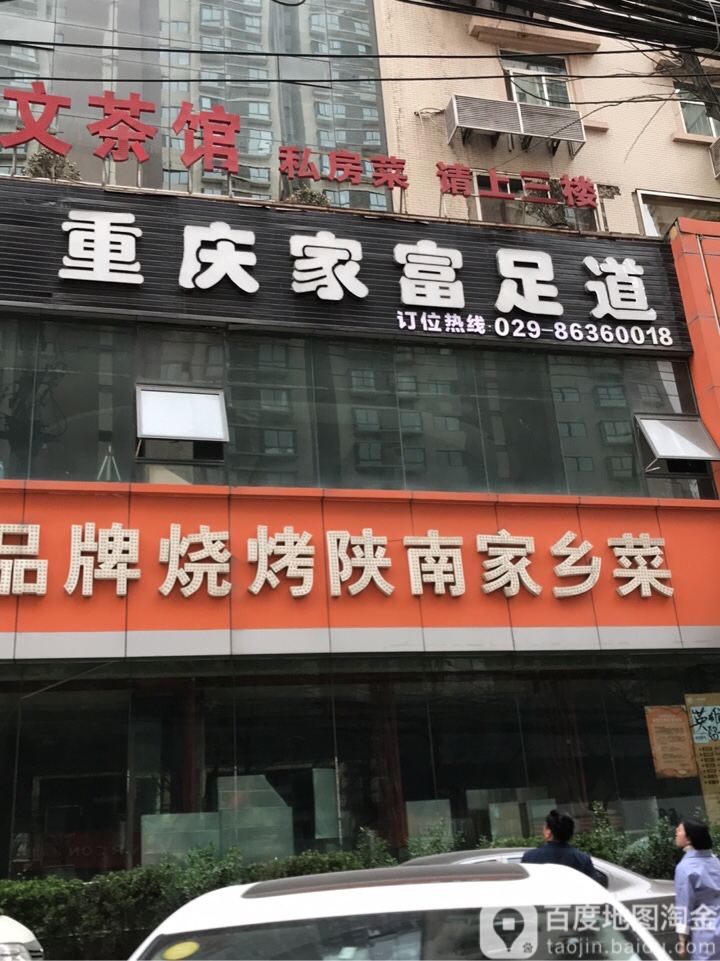 文茶馆
私房菜 请上三楼
重庆家富足道
订位热线:029-86360018
品牌烧烤陕南家乡菜
百度地图淘金
taojin.baidu.com